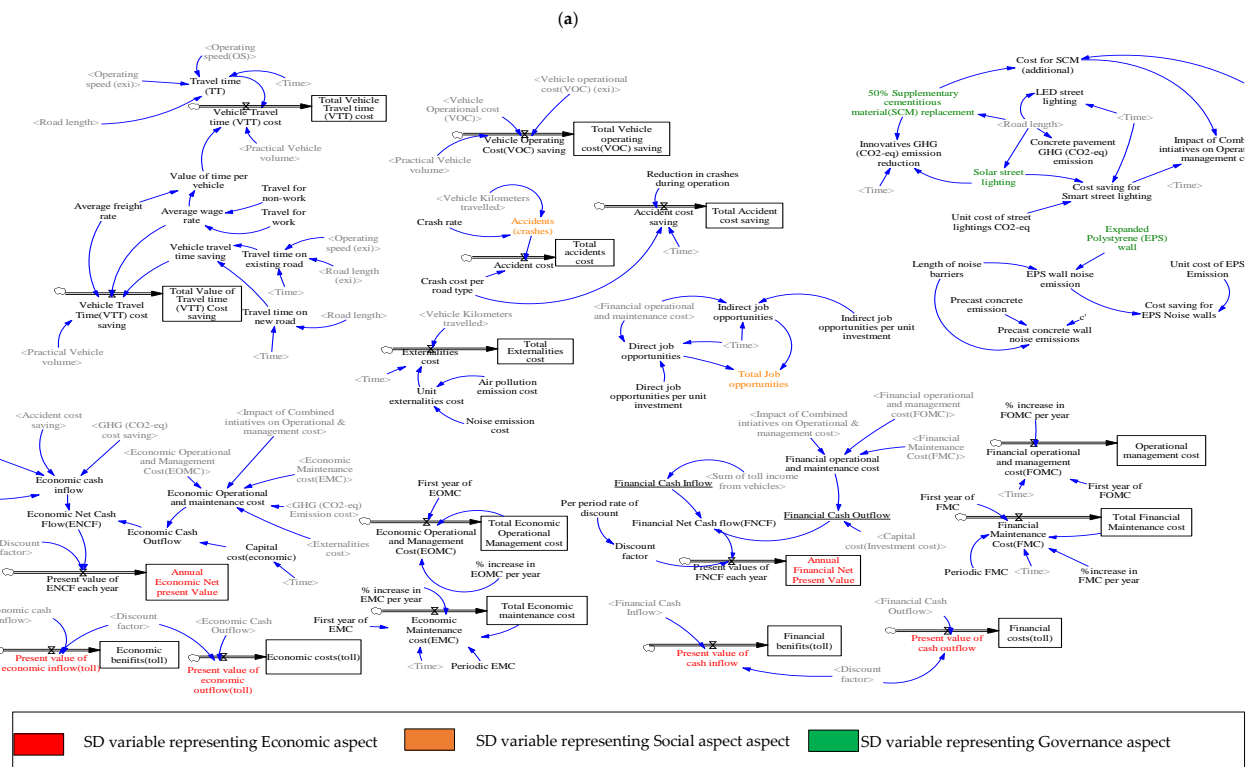 (a)
<Operating
speed(OS)>
<Operating
speed (exi)>
Travel time
(TT)
<Time>
<Road length>
Vehicle Travel
time (VTT) cost
Total Vehicle
Travel time
(VTT) cost
<Practical Vehicle
volume>
Value of time per
vehicle
Average freight
rate
Average wage
rate
Travel for
non-work
Travel for
work
Vehicle travel
time saving
Travel time on
existing road
<Operating
speed (exi)>
<Road length
(exi)>
<Time>
Vehicle Travel
Time(VTT) cost
saving
Total Value of
Travel time
(VTT) Cost
saving
Travel time on
new road
<Road length>
<Time>
<Practical Vehicle
volume>
<Vehicle
Operational cost
(VOC)>
<Vehicle operational
cost(VOC) (exi)>
<Practical Vehicle
volume>
Vehicle Operating
Cost(VOC) saving
Total Vehicle
operating
cost(VOC) saving
<Vehicle Kilometers
travelled>
Crash rate
Accidents
(crashes)
Accident cost
Total
accidents
cost
Crash cost per
road type
Reduction in crashes
during operation
Accident cost
saving
Total Accident
cost saving
<Time>
<Vehicle Kilometers
travelled>
Externalities
cost
Total
Externalities
cost
<Time>
Unit
externalities cost
Air pollution
emission cost
Noise emission
cost
<Financial operational
and maintenance cost>
Indirect job
opportunities
Indirect job
opportunities per unit
investment
Direct job
opportunities
<Time>
Total Job
opportunities
Direct job
opportunities per unit
investment
Cost for SCM
(additional)
50% Supplementary
cementitious
material(SCM) replacement
LED street
lighting
<Road length>
<Time>
Innovatives GHG
(CO2-eq) emission
reduction
Concrete pavement
GHG (CO2-eq)
emission
Impact of Comb
intiatives on Operat
management c
<Time>
Solar street
lighting
Cost saving for
Smart street lighting
<Time>
Unit cost of street
lightings CO2-eq
Expanded
Polystyrene (EPS)
wall
Length of noise
barriers
EPS wall noise
emission
Unit cost of EPS
Emission
Precast concrete
emission
c'
Precast concrete wall
noise emissions
Cost saving for
EPS Noise walls
<Accident cost
saving>
<GHG (CO2-eq)
cost saving>
<Impact of Combined
intiatives on Operational &
management cost>
<Economic Operational
and Management
Cost(EOMC)>
<Economic
Maintenance
cost(EMC)>
Economic cash
inflow
Economic Operational
and maintenance cost
<GHG (CO2-eq)
Emission cost>
Economic Net Cash
Flow(ENCF)
Economic Cash
Outflow
<Externalities
cost>
Capital
cost(economic)
<Time>
<Discount
factor>
Present value of
ENCF each year
Annual
Economic Net
present Value
First year of
EOMC
Economic Operational
and Management
Cost(EOMC)
Total Economic
Operational
Management cost
% increase in
EOMC per year
% increase in
EMC per year
First year of
EMC
Economic
Maintenance
cost(EMC)
Total Economic
maintenance cost
<Time>
Periodic EMC
onomic cash
nflow>
<Discount
factor>
<Economic Cash
Outflow>
Present value of
economic inflow(toll)
Economic
benifits(toll)
Present value of
economic
outflow(toll)
Economic costs(toll)
<Impact of Combined
intiatives on Operational &
management cost>
<Financial operational
and management
cost(FOMC)>
<Financial
Maintenance
Cost(FMC)>
Financial operational
and maintenance cost
Financial Cash Inflow
<Sum of toll income
from vehicles>
Per period rate of
discount
Financial Net Cash flow(FNCF)
Financial Cash Outflow
<Capital
cost(Investment cost)>
Discount
factor
Present values of
FNCF each year
Annual
Financial Net
Present Value
% increase in
FOMC per year
Financial operational
and management
cost(FOMC)
Operational
management cost
<Time>
First year of
FOMC
First year of
FMC
Financial
Maintenance
Cost(FMC)
Total Financial
Maintenance cost
Periodic FMC
<Time>
% increase in
FMC per year
<Financial Cash
Inflow>
Present value of
cash inflow
Financial
benifits(toll)
<Financial Cash
Outflow>
Present value of
cash outflow
Financial
costs(toll)
<Discount
factor>
SD variable representing Economic aspect
SD variable representing Social aspect aspect
SD variable representing Governance aspect